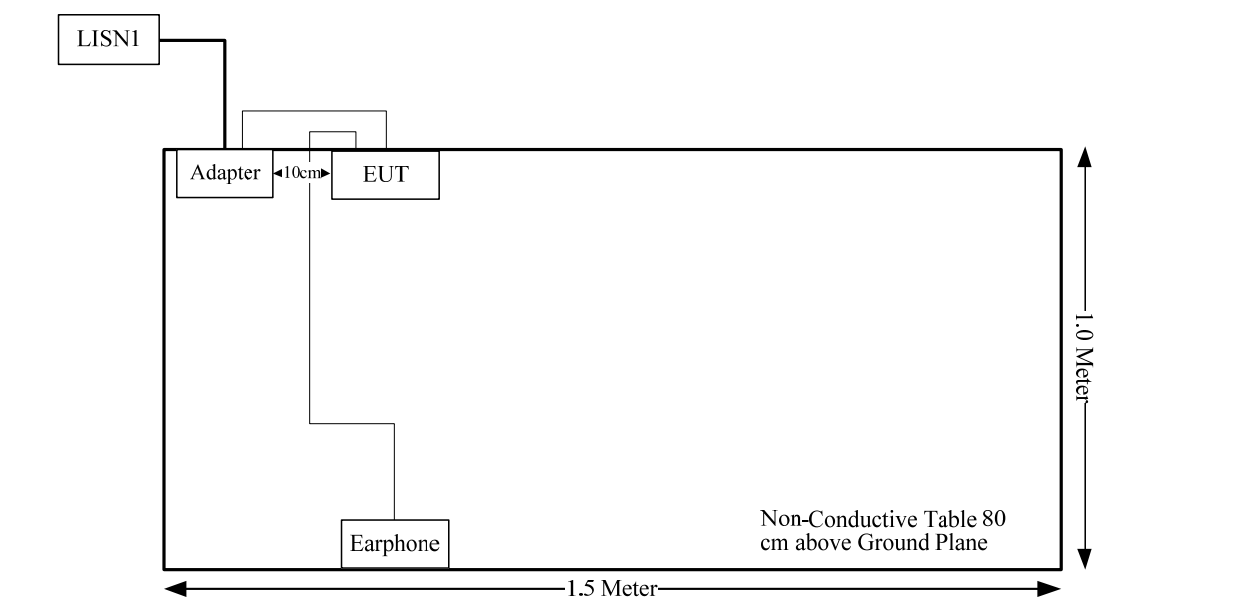 LISN1
Adapter
10cm
EUT
1.0 Meter
Non-Conductive Table 80
cm above Ground Plane
Earphone
1.5 Meter